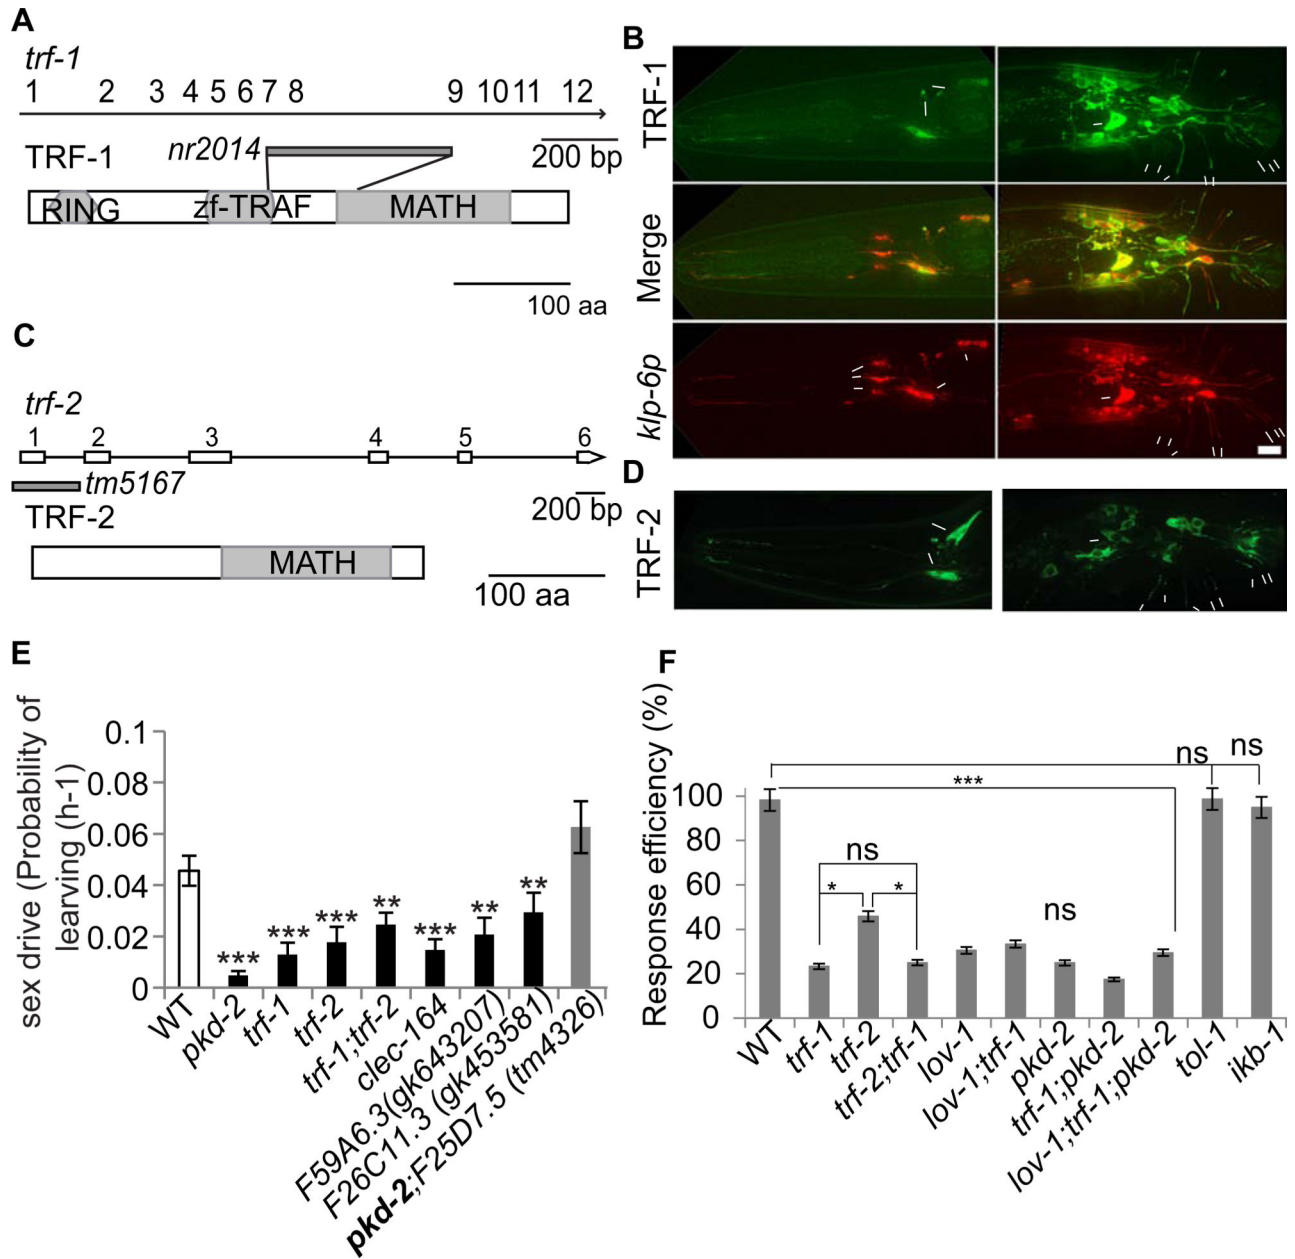 A
trf-1
1 2 3 4 5 6 7 8 9 10 11 12
nr2014
200 bp
TRF-1
RING zf-TRAF MATH
100 aa
B
TRF-1
Merge
klp-6p
C
trf-2
1 2 3 4 5 6
tm5167
200 bp
TRF-2
MATH
100 aa
D
TRF-2
E
sex drive (Probability of
learving (h-1)
0.1
0.08
0.06
0.04
0.02
0
*** *** *** ** *** ** **
WT
pkd-2
trf-1
trf-2
trf-1;trf-2
clec-164
F59A6.3(gk643207)
F26C11.3 (gk453581)
pkd-2;F25D7.5 (tm4326)
F
Response efficiency (%)
100
80
60
40
20
0
ns ns
***
ns
* *
ns
WT
trf-1
trf-2
trf-2;trf-1
lov-1
lov-1;trf-1
pkd-2
trf-1;pkd-2
lov-1;trf-1;pkd-2
tol-1
ikb-1